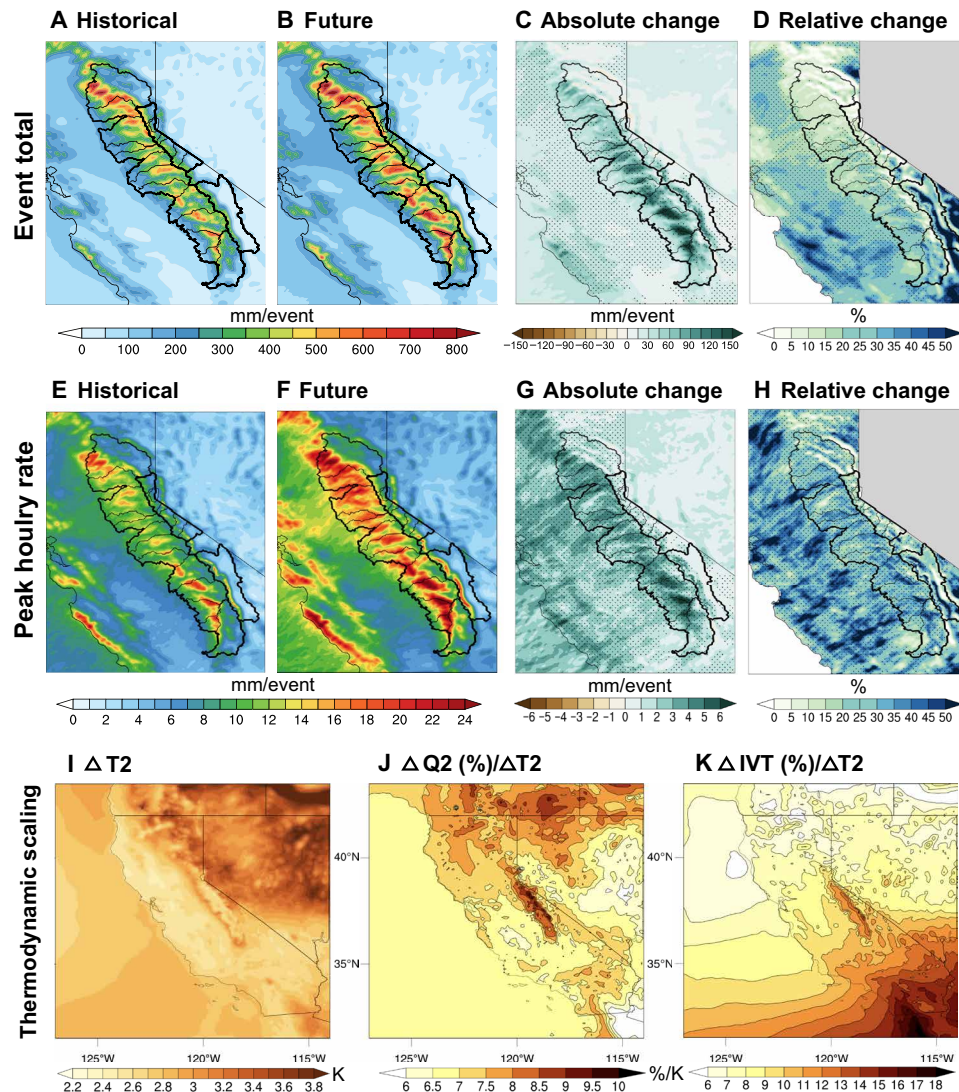 A Historical B Future C Absolute change D Relative change
Event total
mm/event mm/event %
0 100 200 300 400 500 600 700 800 −150 −120 −90 −60 −30 0 30 60 90 120 150 0 5 10 15 20 25 30 35 40 45 50
E Historical F Future G Absolute change H Relative change
Peak houlry rate
mm/event mm/event %
0 2 4 6 8 10 12 14 16 18 20 22 24 −6 −5 −4 −3 −2 −1 0 1 2 3 4 5 6 0 5 10 15 20 25 30 35 40 45 50
I △ T2 J △ Q2 (%)/△T2 K △ IVT (%)/△T2
Thermodynamic scaling
40°N 40°N
35°N 35°N
125°W 120°W 115°W 125°W 120°W 115°W 125°W 120°W 115°W
2.2 2.4 2.6 2.8 3 3.2 3.4 3.6 3.8 K 6 6.5 7 7.5 8 8.5 9 9.5 10 %/K 6 7 8 9 10 11 12 13 14 15 16 17 18